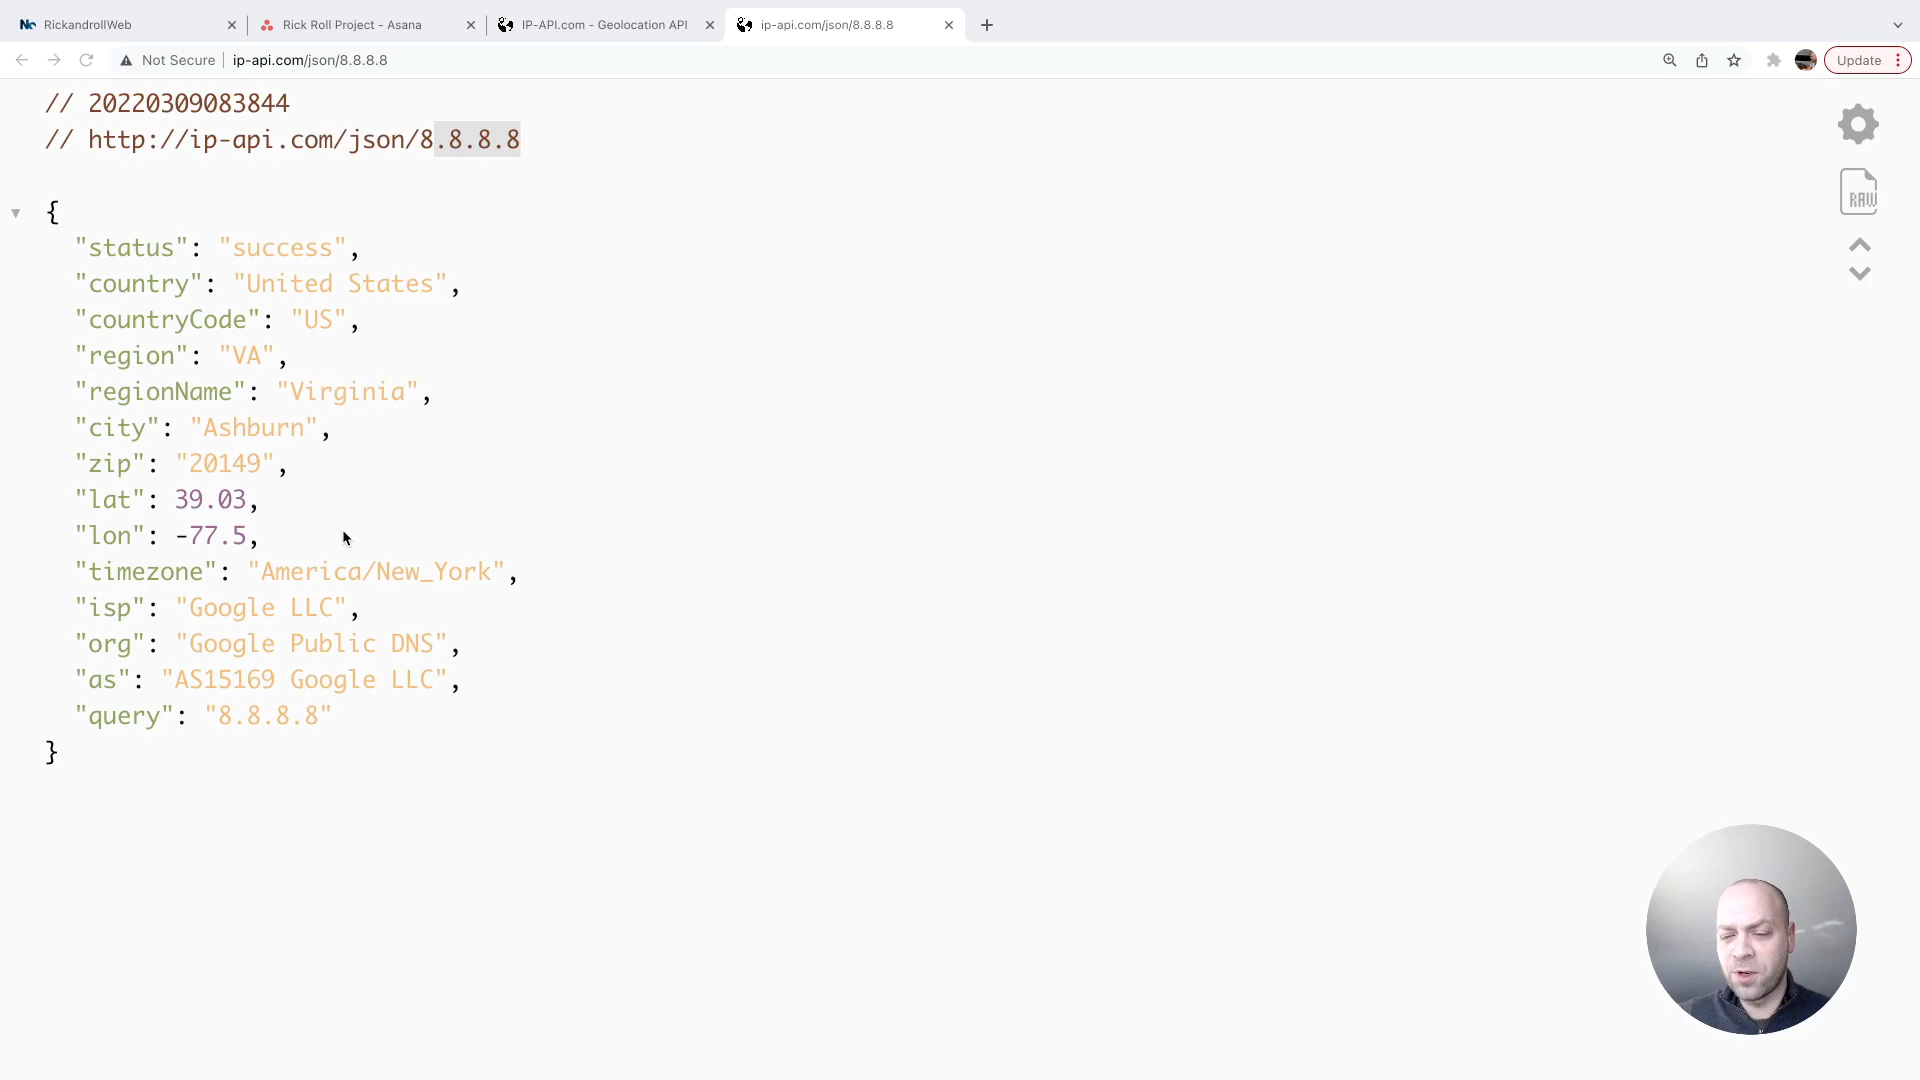 RickandrollWeb
Rick Roll Project - Asana
IP-API.com - Geolocation API
ip-api.com/json/8.8.8.8
Not Secure
ip-api.com/json/8.8.8.8
Update
// 20220309083844
// http://ip-api.com/json/8.8.8.8
RAW
{
"status": "success",
"country": "United States",
"countryCode": "US",
"region": "VA",
"regionName": "Virginia",
"city": "Ashburn",
"zip": "20149",
"lat": 39.03,
"lon": -77.5,
"timezone": "America/New_York",
"isp": "Google LLC",
"org": "Google Public DNS",
"as": "AS15169 Google LLC",
"query": "8.8.8.8"
}